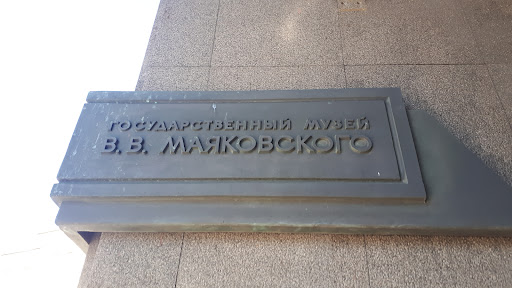 ГОСУДАРСТВЕННЫЙ МУЗЕЙ
В.В. МАЯКОВСКОГО